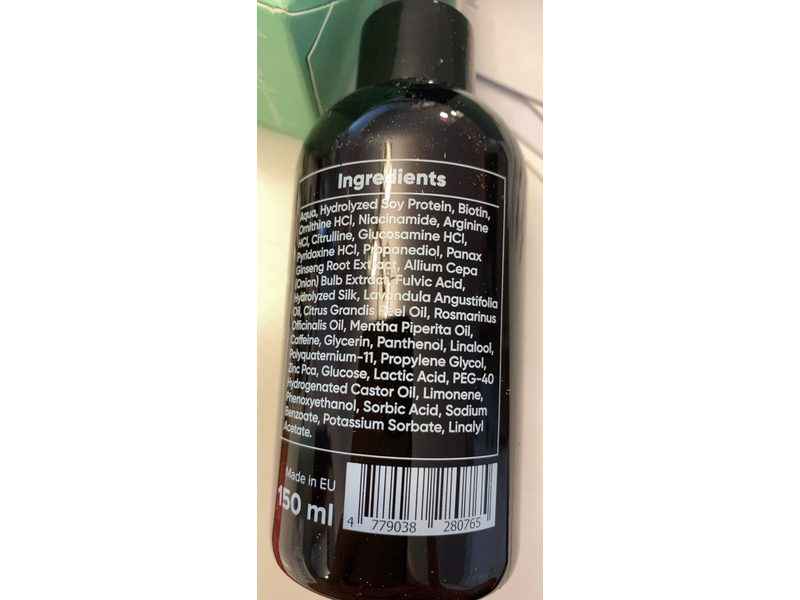 Ingredients
Aqua, Hydrolyzed Soy Protein, Biotin,
Ornithine HCl, Niacinamide, Arginine
HCl, Citrulline, Glucosamine HCl,
Pyridoxine HCl, Propanediol, Panax
Ginseng Root Extract, Allium Cepa
(Onion) Bulb Extract, Fulvic Acid,
Hydrolyzed Silk, Lavandula Angustifolia
Oil, Citrus Grandis Peel Oil, Rosmarinus
Officinalis Oil, Mentha Piperita Oil,
Caffeine, Glycerin, Panthenol, Linalool,
Polyquaternium-11, Propylene Glycol,
Zinc Pca, Glucose, Lactic Acid, PEG-40
Hydrogenated Castor Oil, Limonene,
Phenoxyethanol, Sorbic Acid, Sadium
Benzoate, Potassium Sorbate, Linalyl
Acetate.
Made in EU
150 ml
4 779038 280765